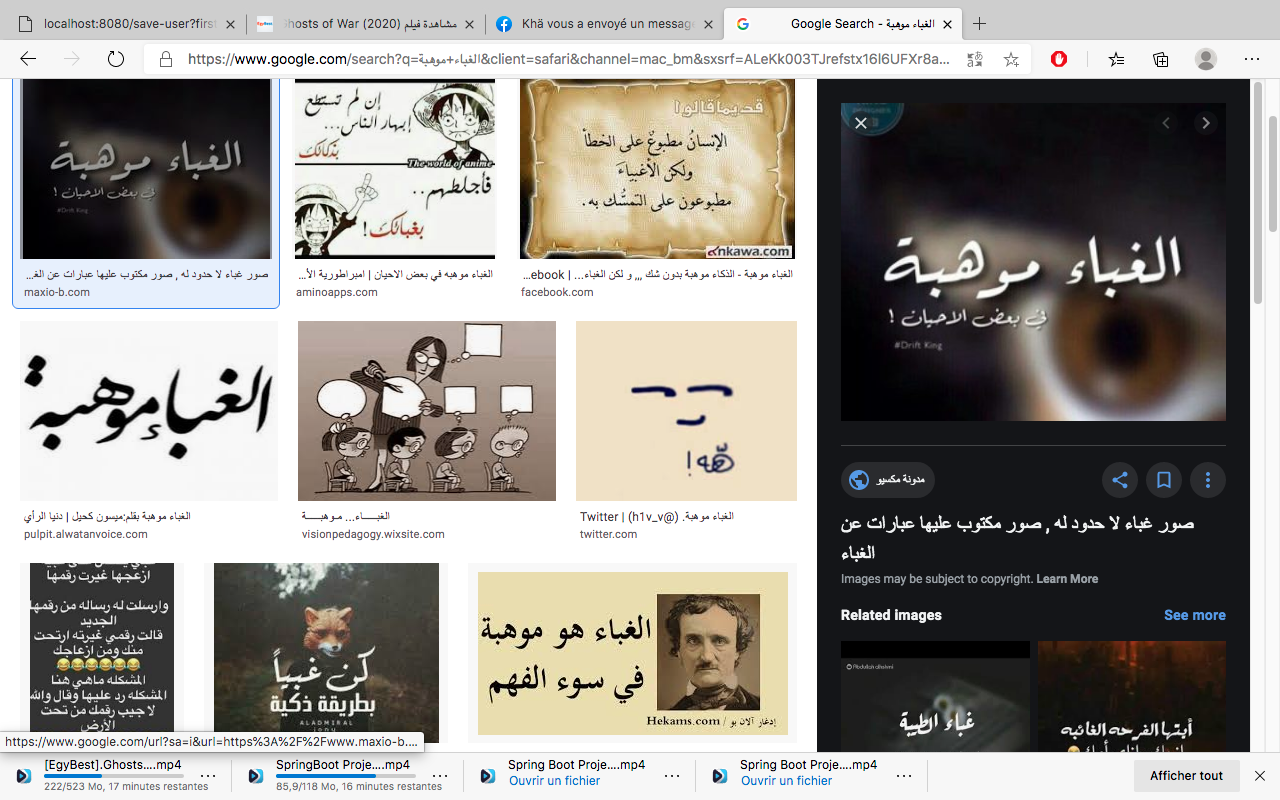 localhost:8080/save-user?first
مشاهدة فيلم Ghosts of War (2020)
Khä vous a envoyé un message
الغباء موهبة - Google Search
https://www.google.com/search?q=الغباء+موهبة&client=safari&channel=mac_bm&sxsrf=ALeKk003TJrefstx16l6UFXr8a...
الغباء موهبة
في بعض الاحيان !
#Drift King
صور غباء لا حدود له , صور مكتوب عليها عبارات عن الغ...
maxio-b.com
إن لم تستطع
إبهار الناس...
بذكائك
The world of anime
فأجلطهم..
بغبائك!
الغباء موهبه في بعض الاحيان | امبراطورية الأ...
aminoapps.com
قديما قالوا
الإنسانُ مطبوعٌ على الخطأ
ولكن الأغبياءَ
مطبوعون على التمسُّك به .
ankawa.com
الغباء موهبة - الذكاء موهبة بدون شك ,,, و لكن الغباء... | ebook...
facebook.com
الغباء موهبة
في بعض الاحيان !
#Drift King
الغباء موهبة
الغباء موهبة بقلم:ميسون كحيل | دنيا الرأي
pulpit.alwatanvoice.com
الغبــــاء... مـوهبـــــة
visionpedagogy.wixsite.com
هّهه!
الغباء موهبة. (@h1v_v) | Twitter
twitter.com
مدونة مكسيو
صور غباء لا حدود له , صور مكتوب عليها عبارات عن
الغباء
Images may be subject to copyright. Learn More
Related images
See more
ازعجها غيرت رقمها
وارسلت له رساله من رقمها
الجديد
قالت رقمي غيرته ارتحت
منك ومن ازعاجك
😂😂😂😂😂😂
المشكله ماهي هنا
المشكله رد عليها وقال والله
لا جيب رقمك من تحت
الأرض
كن غبياً
بطريقة ذكية
ALADMIRAL
الغباء هو موهبة
في سوء الفهم
Hekams.com / إدغار آلان بو
غباء الطيبة
أبتها الفرحه الغائبه
https://www.google.com/url?sa=i&url=https%3A%2F%2Fwww.maxio-b....
[EgyBest].Ghosts....mp4
222/523 Mo, 17 minutes restantes
SpringBoot Proje....mp4
85,9/118 Mo, 16 minutes restantes
Spring Boot Proje....mp4
Ouvrir un fichier
Spring Boot Proje....mp4
Ouvrir un fichier
Afficher tout